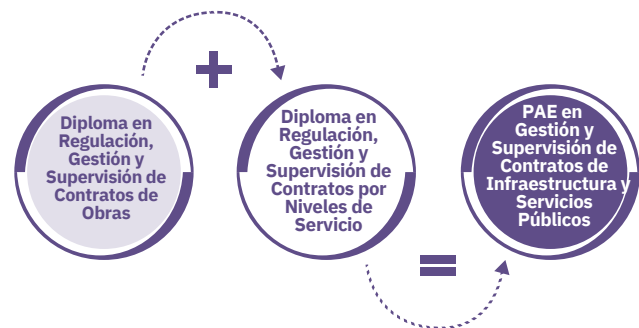 Diploma en
Regulación,
Gestión y
Supervisión de
Contratos de
Obras
+
Diploma en
Regulación,
Gestión y
Supervisión de
Contratos por
Niveles de
Servicio
=
PAE en
Gestión y
Supervisión de
Contratos de
Infraestructura y
Servicios
Públicos